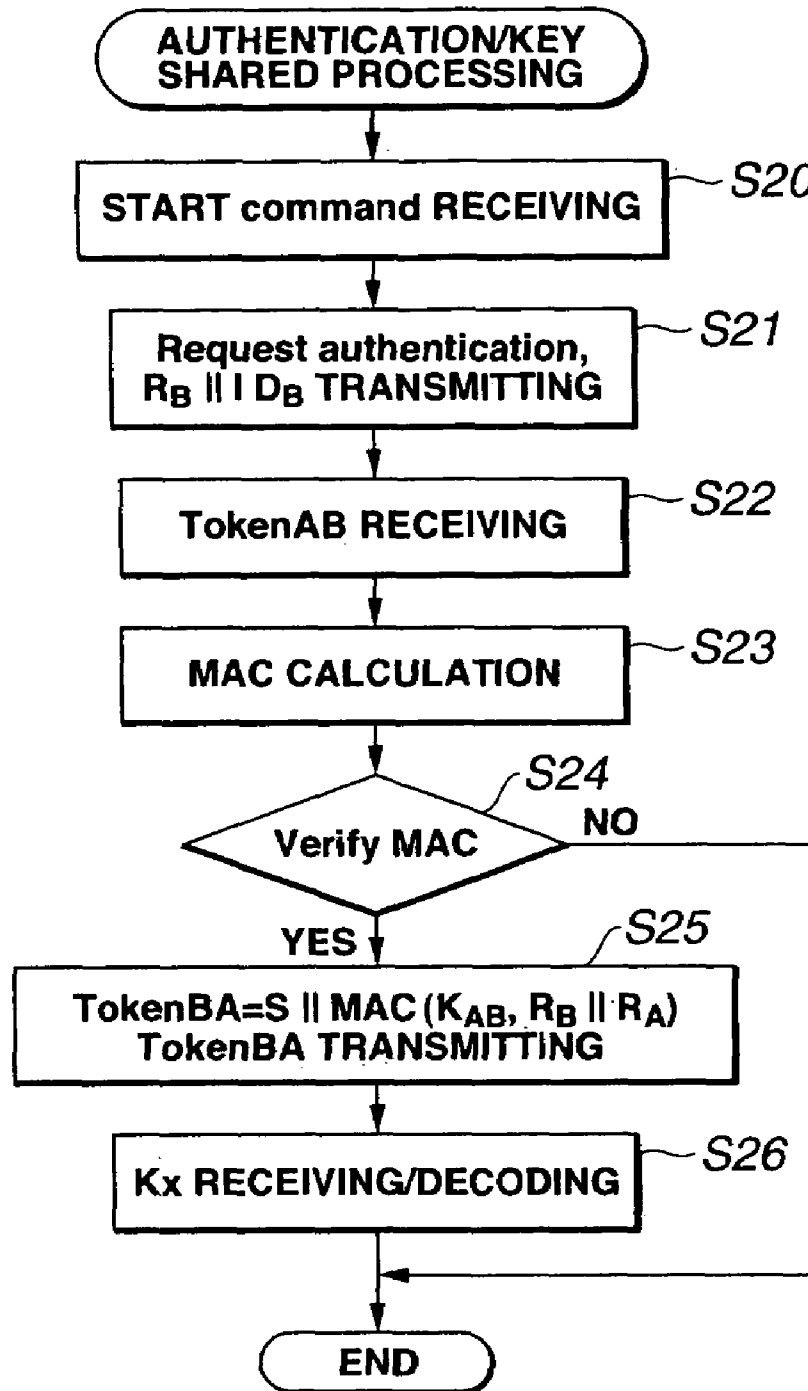 AUTHENTICATION/KEY
SHARED PROCESSING
START command RECEIVING
S20
Request authentication,
R_B || I D_B TRANSMITTING
S21
TokenAB RECEIVING
S22
MAC CALCULATION
S23
Verify MAC
S24
NO
YES
S25
TokenBA=S || MAC (K_AB, R_B || R_A)
TokenBA TRANSMITTING
Kx RECEIVING/DECODING
S26
END